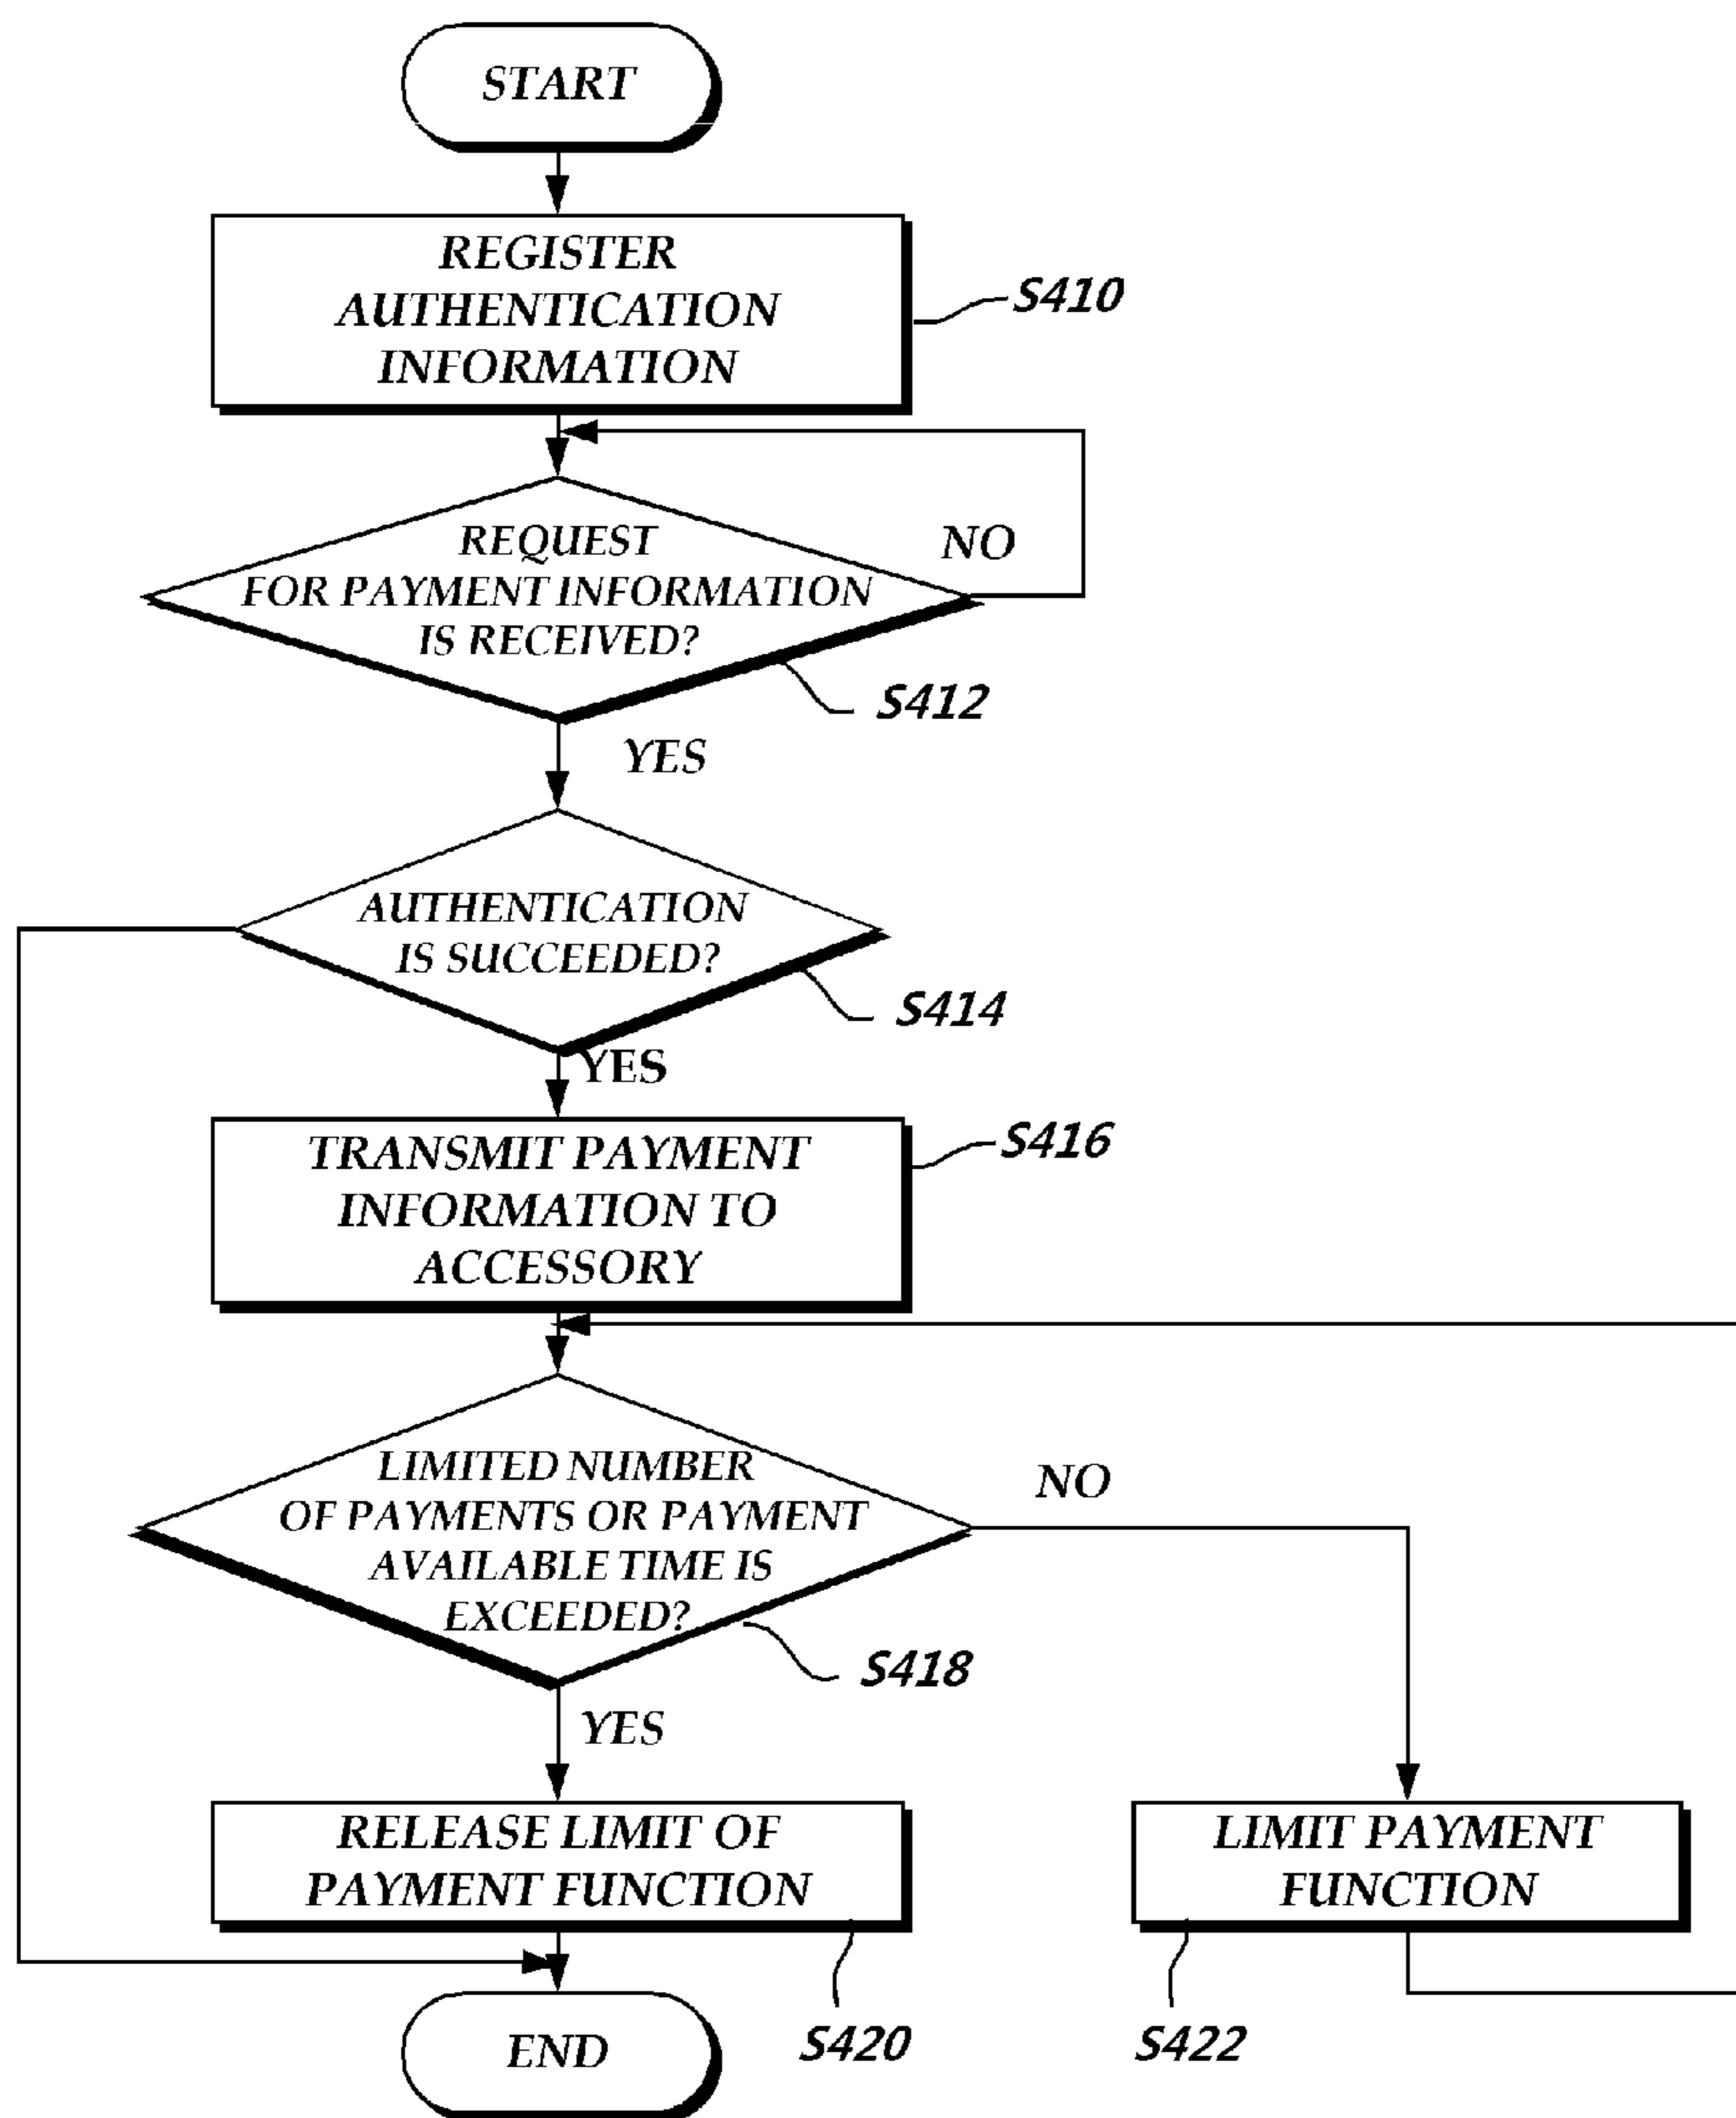 START
REGISTER
AUTHENTICATION
INFORMATION
S410
REQUEST
FOR PAYMENT INFORMATION
IS RECEIVED?
NO
S412
YES
AUTHENTICATION
IS SUCCEEDED?
S414
YES
TRANSMIT PAYMENT
INFORMATION TO
ACCESSORY
S416
LIMITED NUMBER
OF PAYMENTS OR PAYMENT
AVAILABLE TIME IS
EXCEEDED?
NO
S418
YES
RELEASE LIMIT OF
PAYMENT FUNCTION
S420
LIMIT PAYMENT
FUNCTION
S422
END